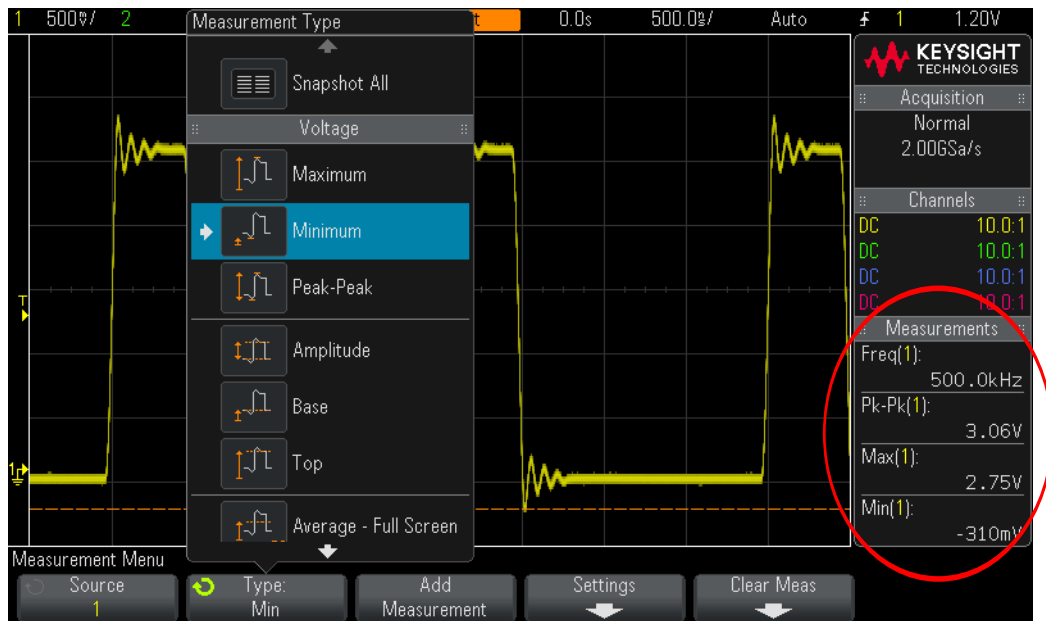 1 500⅏/ 2 t 0.0s 500.0⅏/ Auto 1 1.20V
Measurement Type
Snapshot All
Voltage
Maximum
Minimum
Peak-Peak
Amplitude
Base
Top
Average - Full Screen
KEYSIGHT
TECHNOLOGIES
Acquisition
Normal
2.00GSa/s
Channels
DC 10.0:1
DC 10.0:1
DC 10.0:1
DC 10.0:1
Measurements
Freq(1):
500.0kHz
Pk-Pk(1):
3.06V
Max(1):
2.75V
Min(1):
-310mV
T
1
Measurement Menu
Source
1
Type:
Min
Add
Measurement
Settings
Clear Meas